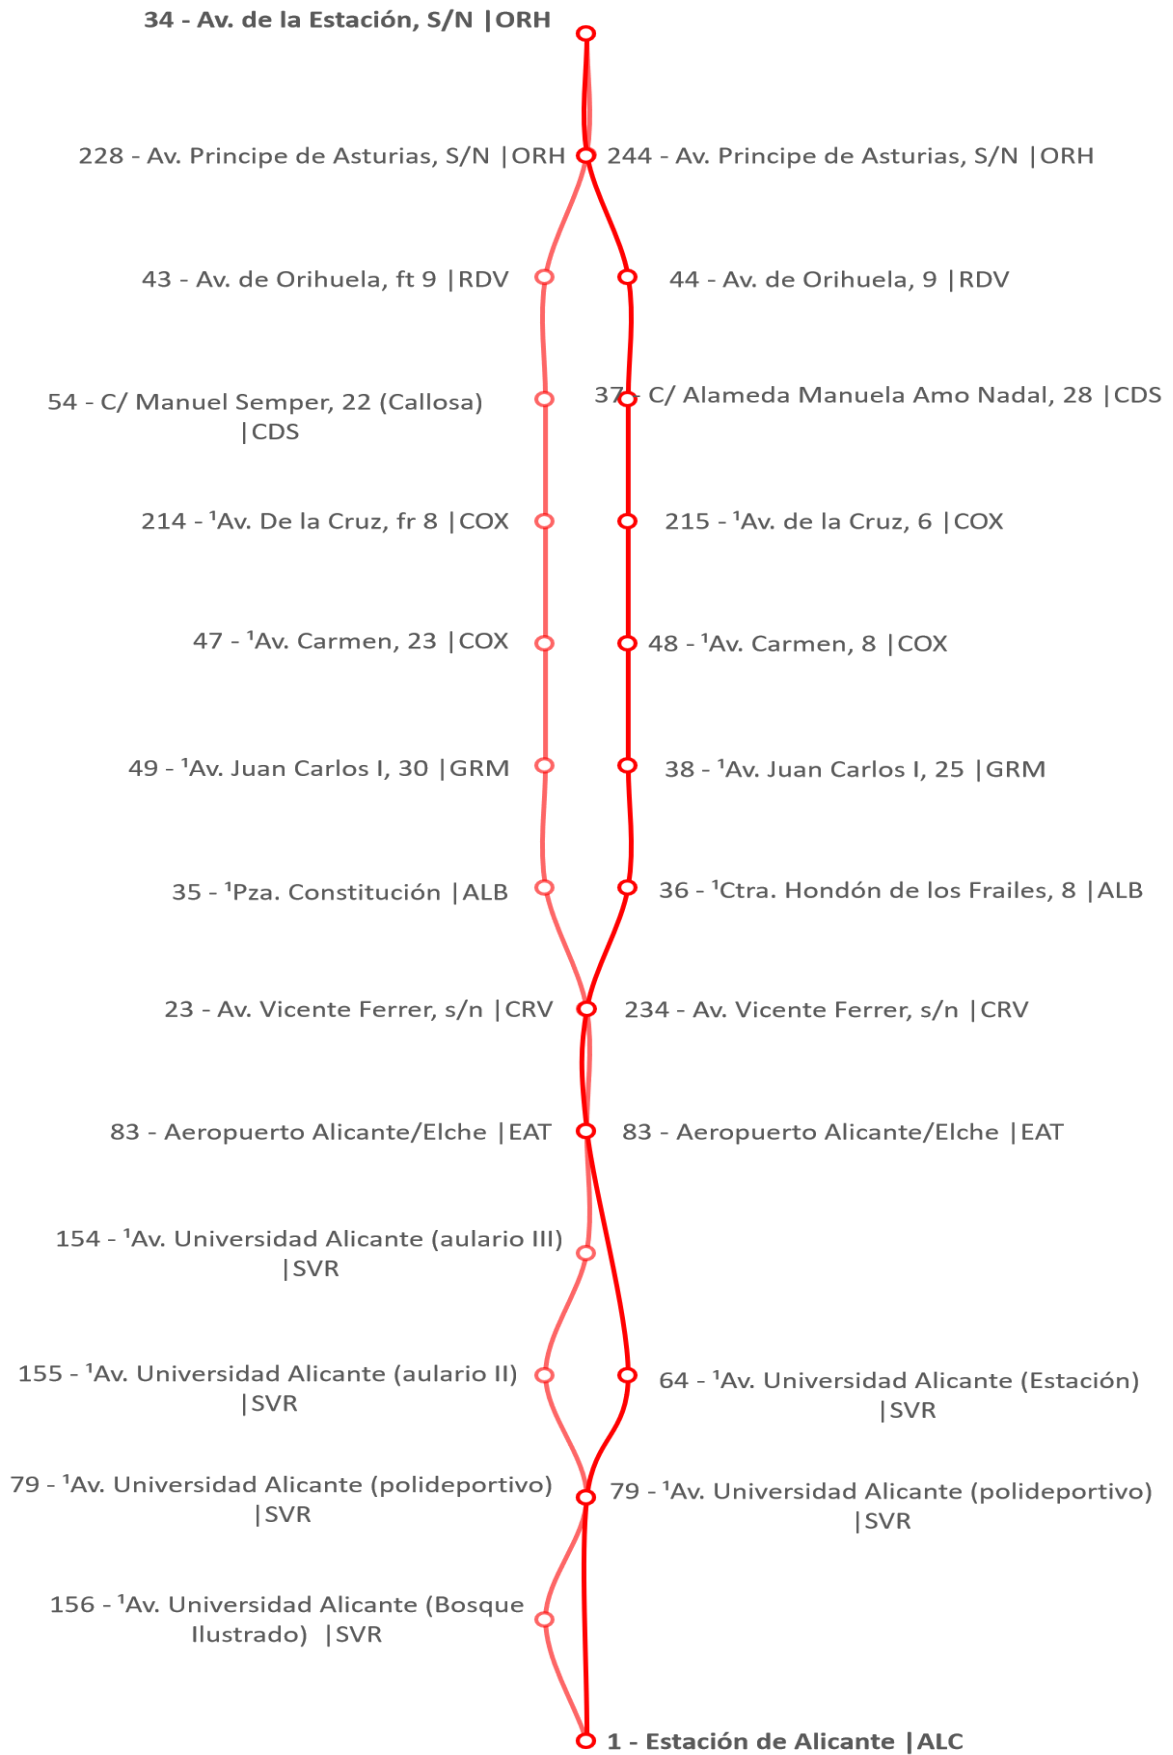 34 - Av. de la Estación, S/N |ORH
228 - Av. Principe de Asturias, S/N |ORH
244 - Av. Principe de Asturias, S/N |ORH
43 - Av. de Orihuela, ft 9 |RDV
44 - Av. de Orihuela, 9 |RDV
54 - C/ Manuel Semper, 22 (Callosa)
|CDS
37 - C/ Alameda Manuela Amo Nadal, 28 |CDS
214 - ¹Av. De la Cruz, fr 8 |COX
215 - ¹Av. de la Cruz, 6 |COX
47 - ¹Av. Carmen, 23 |COX
48 - ¹Av. Carmen, 8 |COX
49 - ¹Av. Juan Carlos I, 30 |GRM
38 - ¹Av. Juan Carlos I, 25 |GRM
35 - ¹Pza. Constitución |ALB
36 - ¹Ctra. Hondón de los Frailes, 8 |ALB
23 - Av. Vicente Ferrer, s/n |CRV
234 - Av. Vicente Ferrer, s/n |CRV
83 - Aeropuerto Alicante/Elche |EAT
83 - Aeropuerto Alicante/Elche |EAT
154 - ¹Av. Universidad Alicante (aulario III)
|SVR
155 - ¹Av. Universidad Alicante (aulario II)
|SVR
64 - ¹Av. Universidad Alicante (Estación)
|SVR
79 - ¹Av. Universidad Alicante (polideportivo)
|SVR
79 - ¹Av. Universidad Alicante (polideportivo)
|SVR
156 - ¹Av. Universidad Alicante (Bosque
Ilustrado) |SVR
1 - Estación de Alicante |ALC